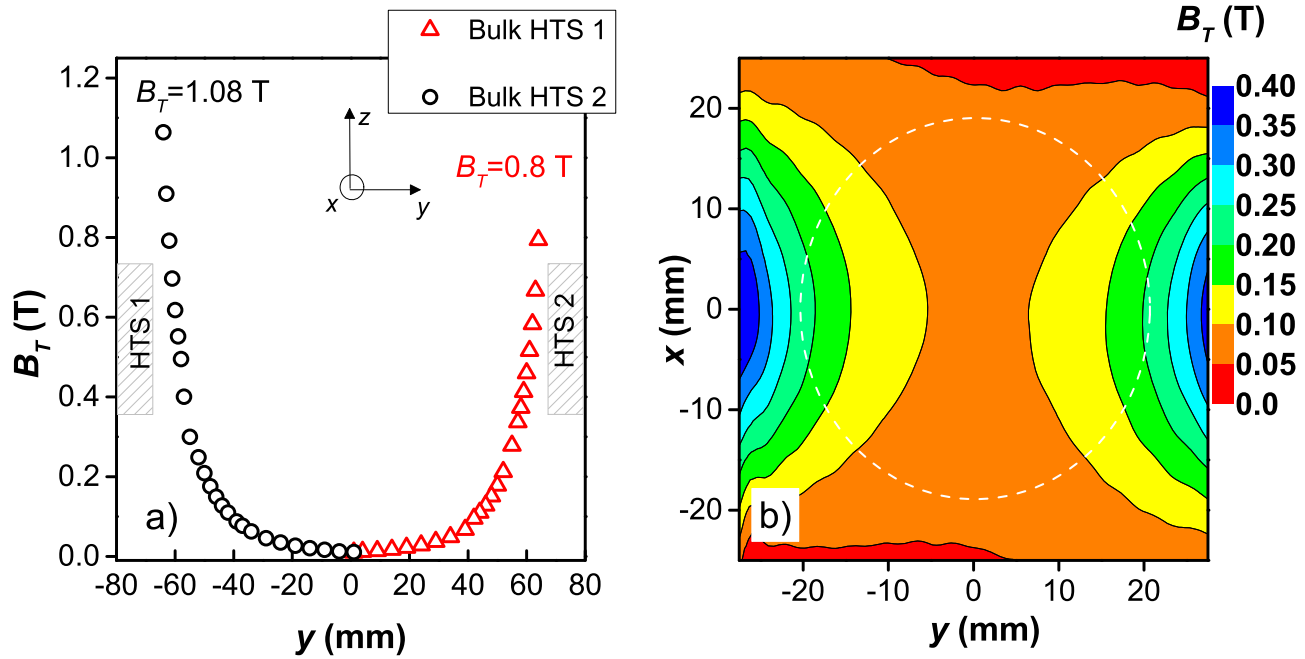 Bulk HTS 1
Bulk HTS 2
B_T=1.08 T
B_T=0.8 T
z
x
y
HTS 1
HTS 2
a)
1.2
1.0
0.8
0.6
0.4
0.2
0.0
B_T (T)
-80 -60 -40 -20 0 20 40 60 80
y (mm)
B_T (T)
0.40
0.35
0.30
0.25
0.20
0.15
0.10
0.05
0.0
20
10
0
-10
-20
x (mm)
b)
-20 -10 0 10 20
y (mm)